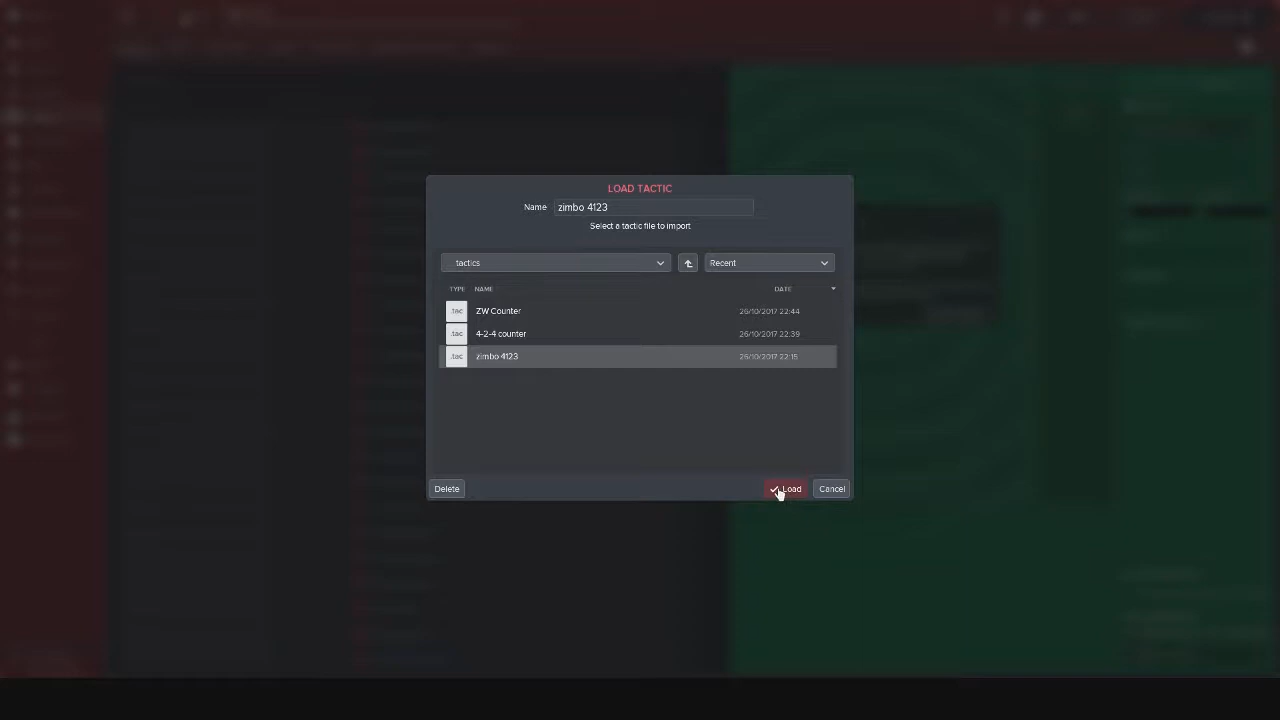 LOAD TACTIC
Name zimbo 4123
Select a tactic file to import
tactics Recent
TYPE NAME DATE
.tac ZW Counter 26/10/2017 22:44
.tac 4-2-4 counter 26/10/2017 22:39
.tac zimbo 4123 26/10/2017 22:15
Delete Load Cancel